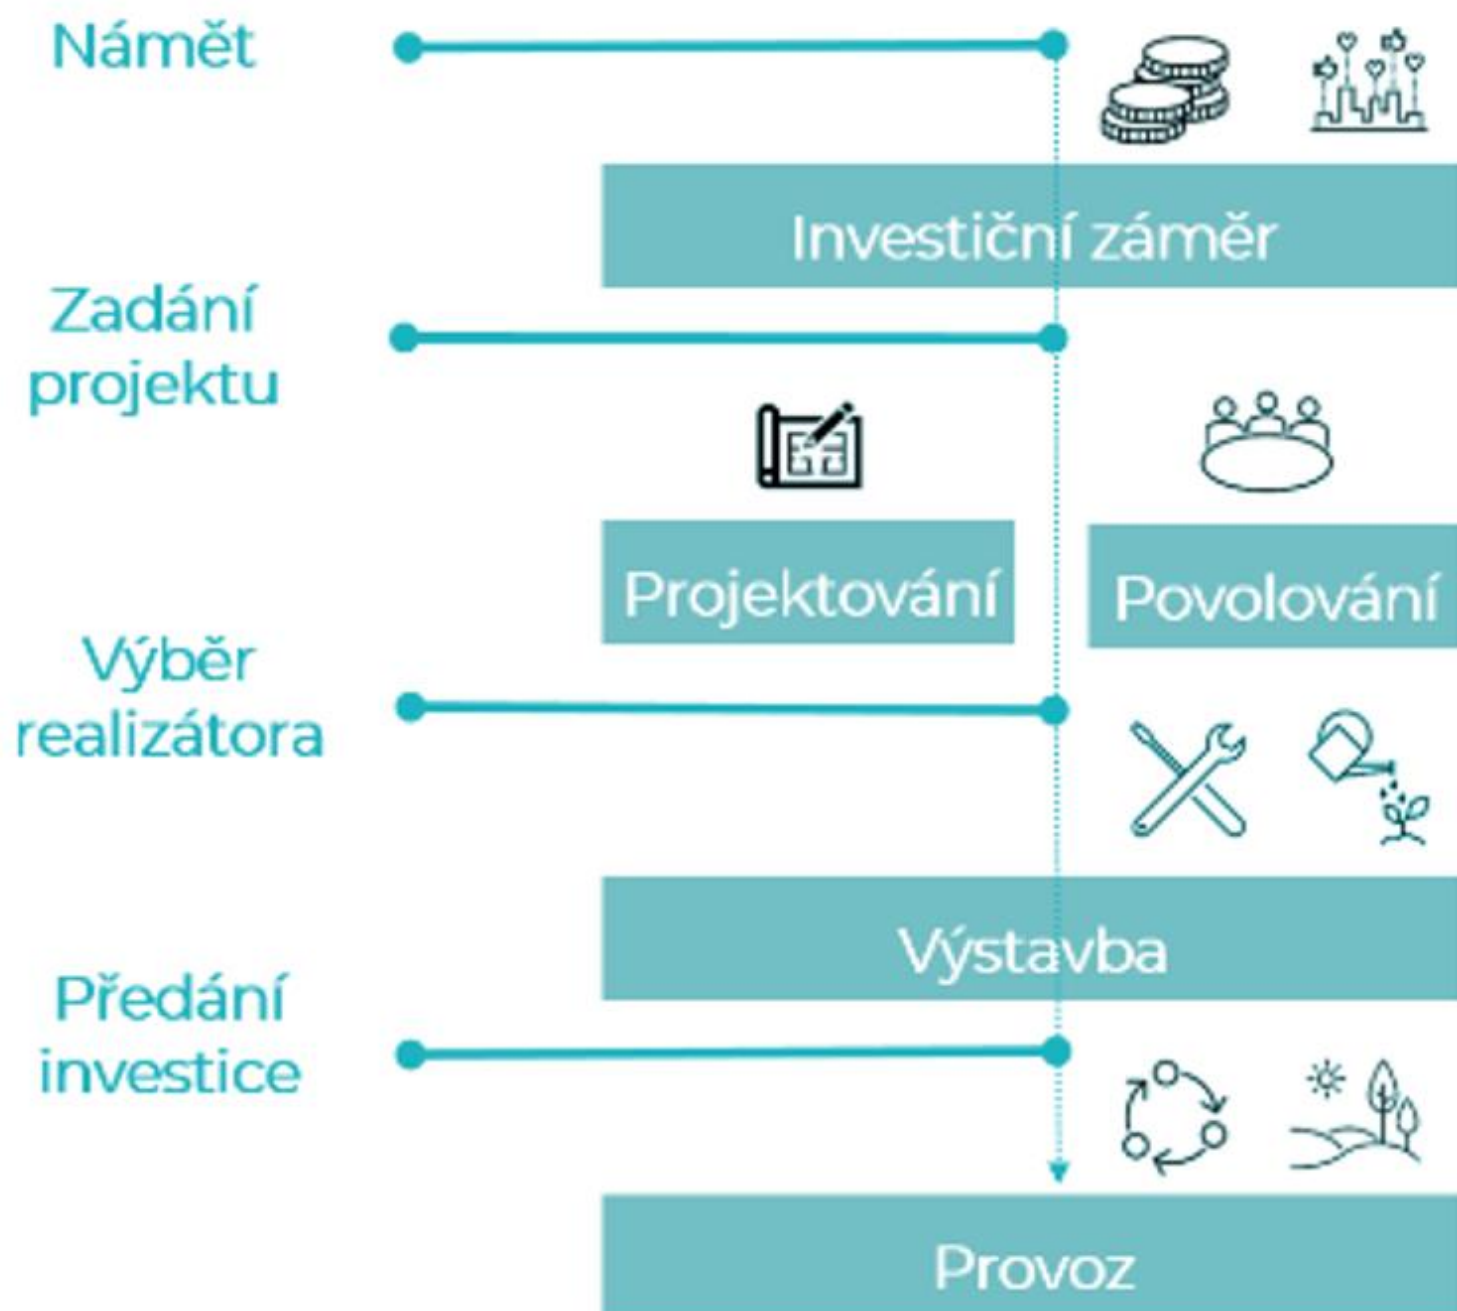 Námět
Investiční záměr
Zadání
projektu
Projektování
Povolování
Výběr
realizátora
Výstavba
Předání
investice
Provoz